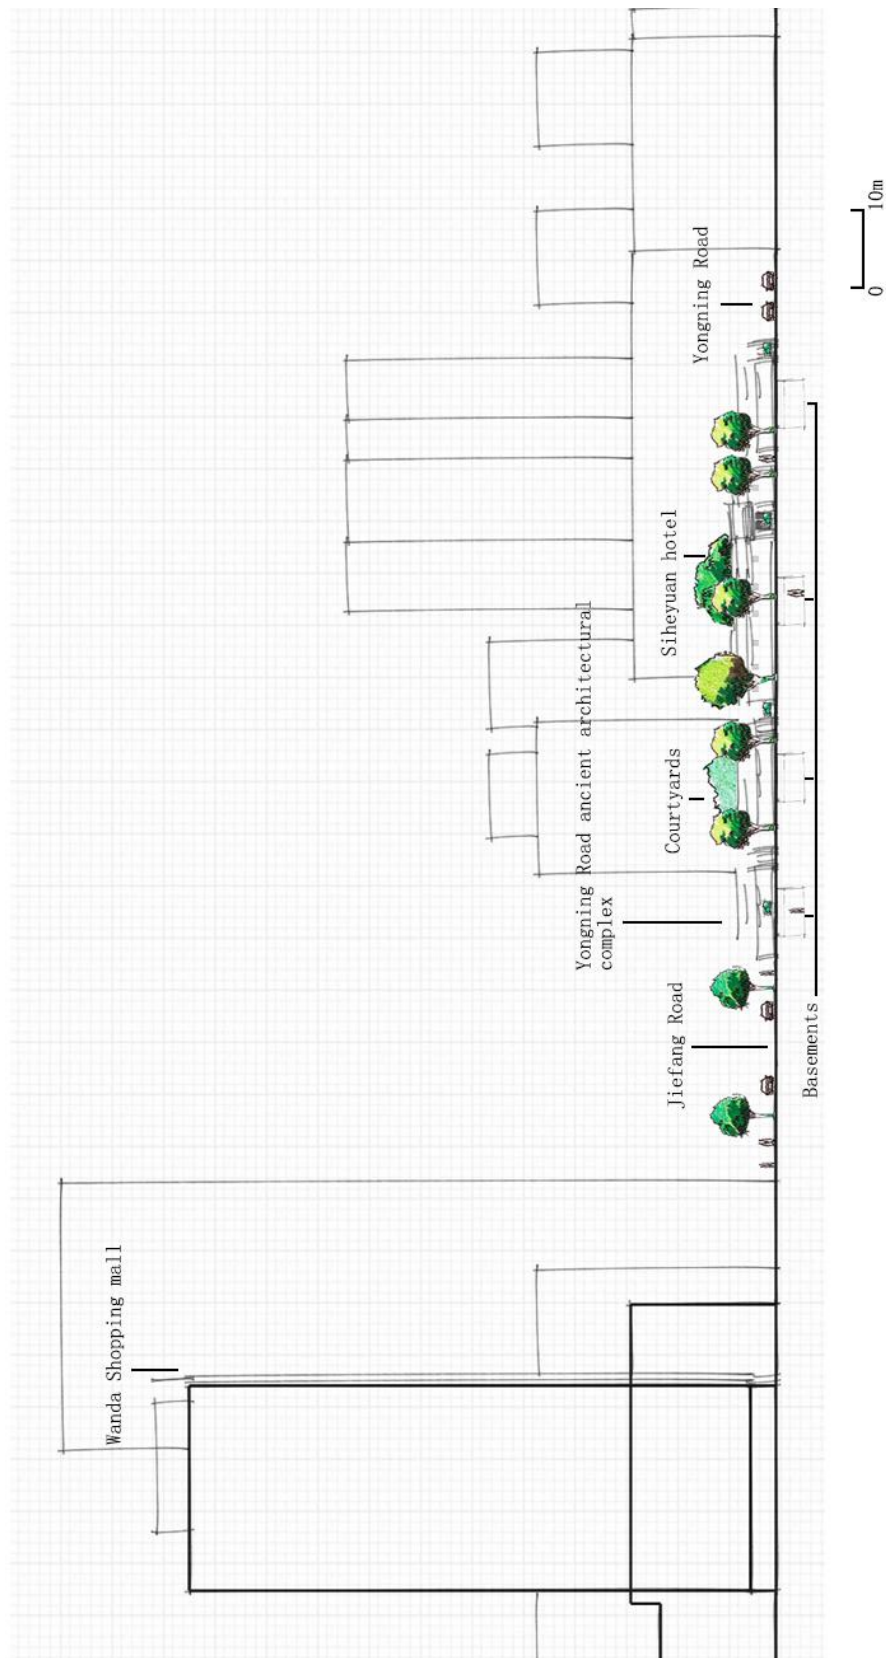 Wanda Shopping mall
Jiefang Road
Yongning Road ancient architectural
complex
Courtyards
Siheyuan hotel
Yongning Road
Basements
0
10m